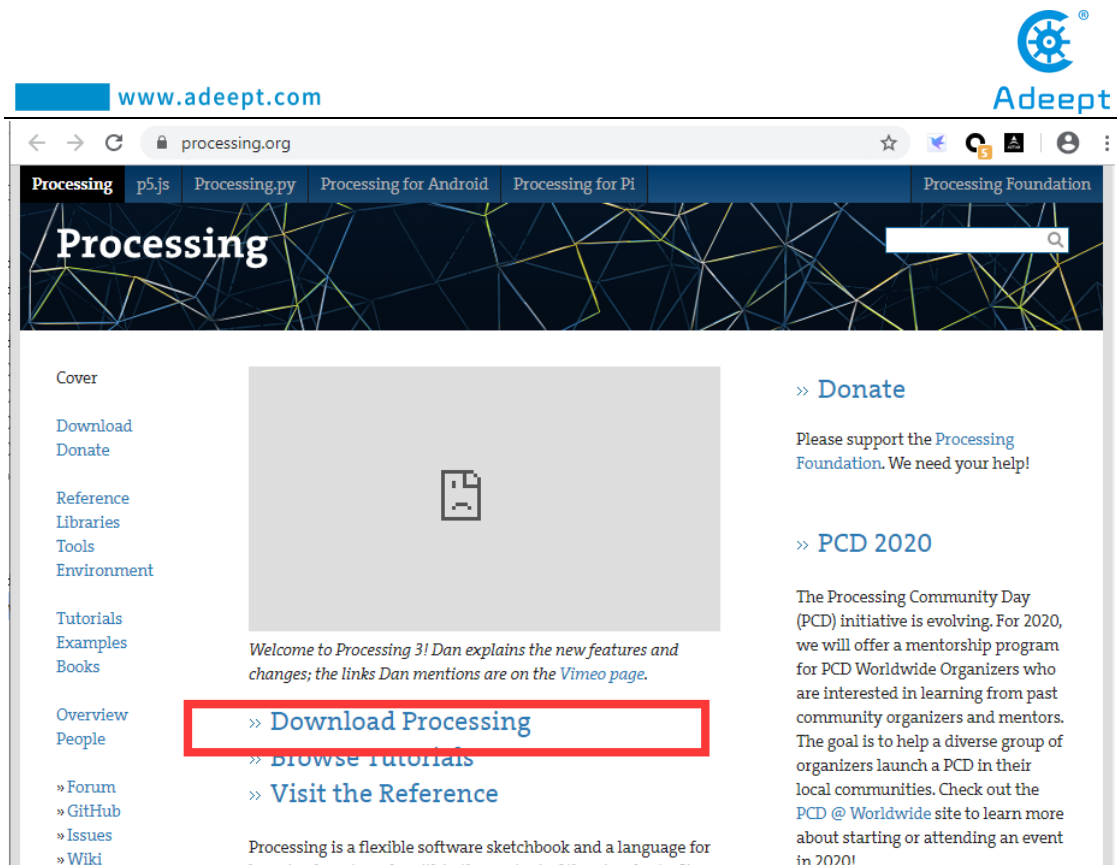 www.adeept.com
®
Adeept
processing.org
5
Processing
p5.js
Processing.py
Processing for Android
Processing for Pi
Processing Foundation
Processing
Cover
Download
Donate
Reference
Libraries
Tools
Environment
Tutorials
Examples
Books
Overview
People
» Forum
» GitHub
» Issues
» Wiki
Welcome to Processing 3! Dan explains the new features and
changes; the links Dan mentions are on the Vimeo page.
» Download Processing
» Browse Tutorials
» Visit the Reference
Processing is a flexible software sketchbook and a language for
» Donate
Please support the Processing
Foundation. We need your help!
» PCD 2020
The Processing Community Day
(PCD) initiative is evolving. For 2020,
we will offer a mentorship program
for PCD Worldwide Organizers who
are interested in learning from past
community organizers and mentors.
The goal is to help a diverse group of
organizers launch a PCD in their
local communities. Check out the
PCD @ Worldwide site to learn more
about starting or attending an event
in 2020!